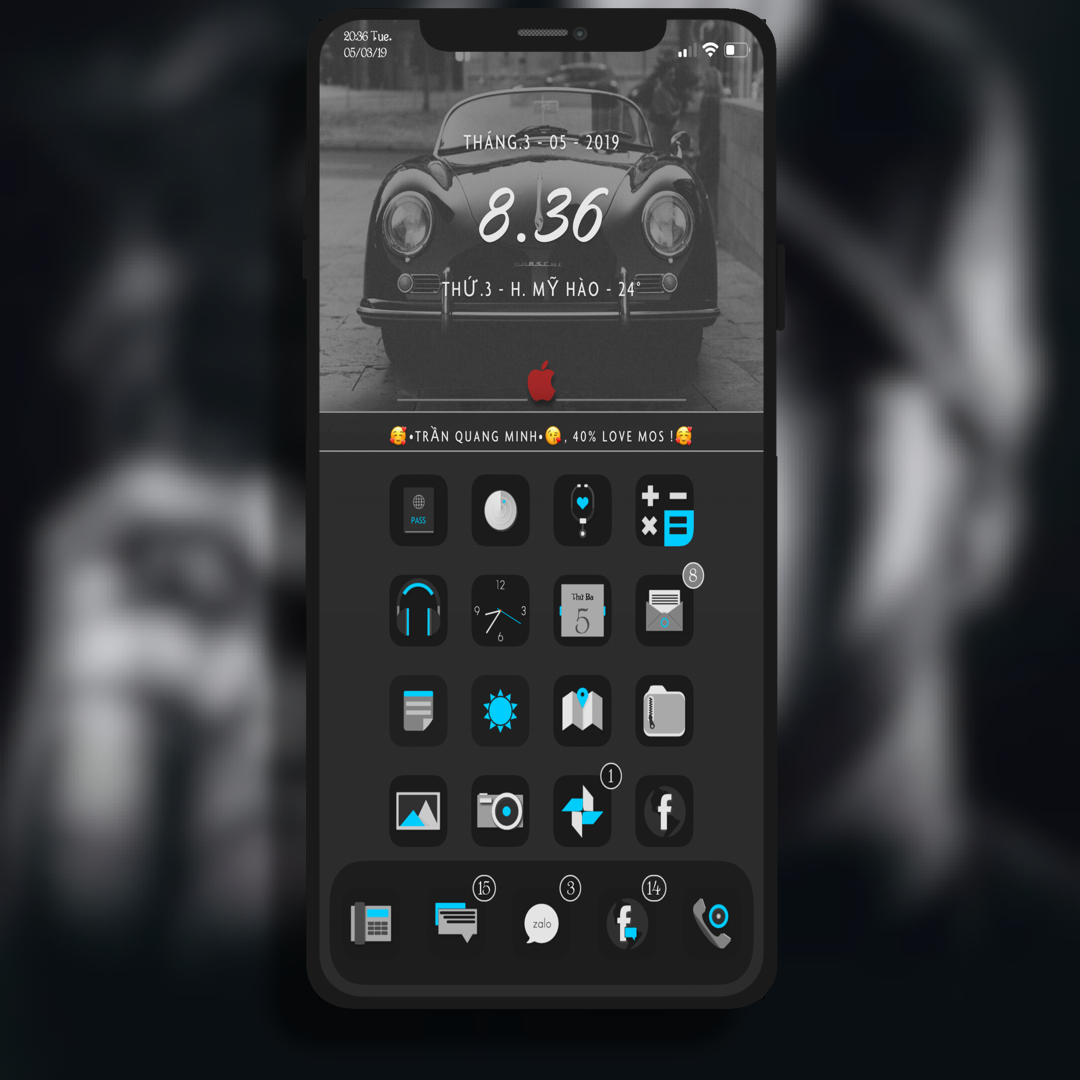 20:36 Tue.
05/03/19
THÁNG.3 - 05 - 2019
8.36
THỨ.3 - H. MỸ HÀO - 24°
🥰•TRẦN QUANG MINH•😘, 40% LOVE MOS !🥰
PASS
8
12
9 3
6
Thứ Ba
5
1
f
15 3 14
zalo f